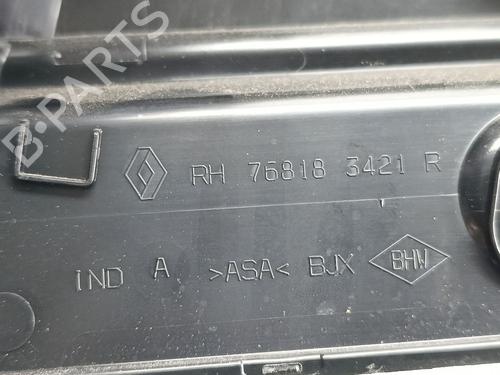 B-PARTS
RH 76818 3421 R
IND A >ASA< BJX BHW